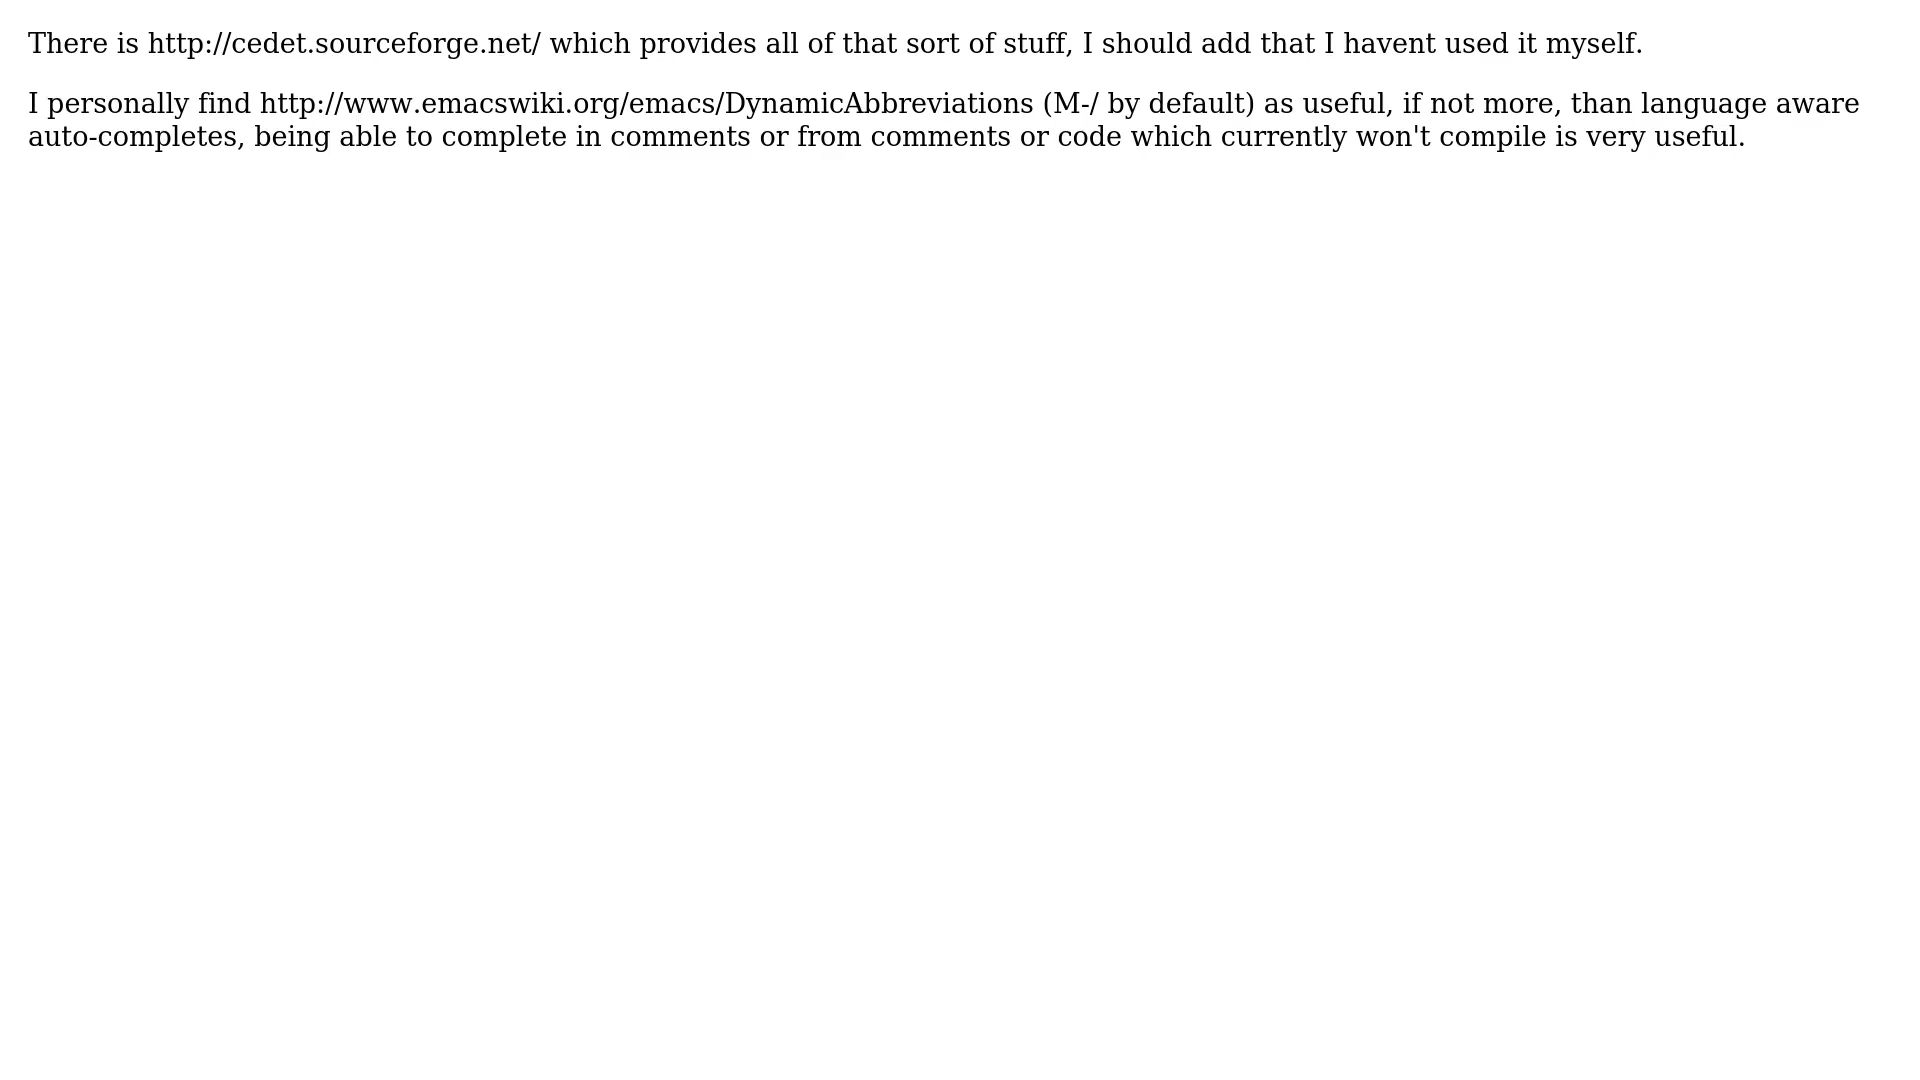 There is http://cedet.sourceforge.net/ which provides all of that sort of stuff, I should add that I havent used it myself.
I personally find http://www.emacswiki.org/emacs/DynamicAbbreviations (M-/ by default) as useful, if not more, than language aware
auto-completes, being able to complete in comments or from comments or code which currently won't compile is very useful.